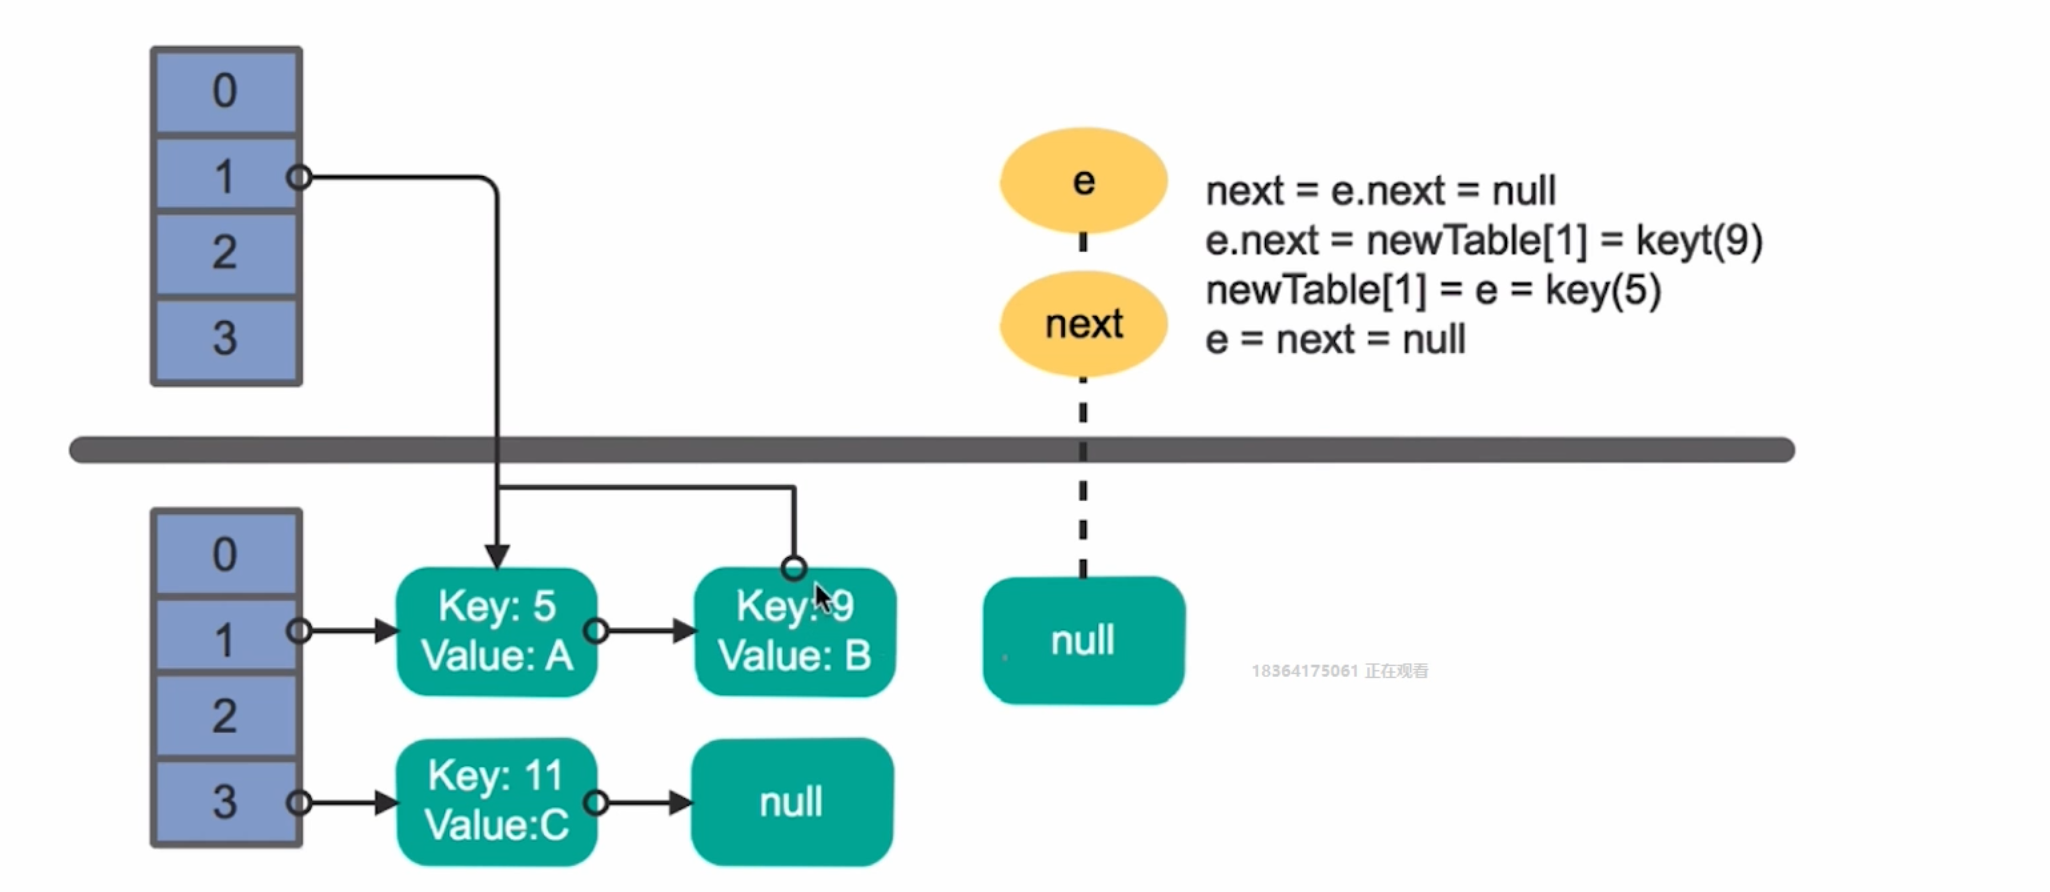 0
1
2
3
e
next
next = e.next = null
e.next = newTable[1] = keyt(9)
newTable[1] = e = key(5)
e = next = null
0
1
2
3
Key: 5
Value: A
Key: 9
Value: B
null
18364175061 正在观看
Key: 11
Value:C
null